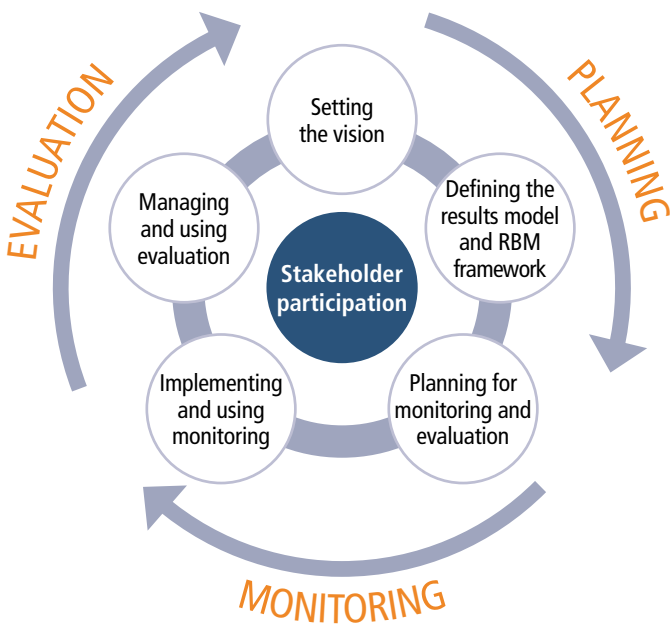 EVALUATION
PLANNING
Setting
the vision
Defining the
results model
and RBM
framework
Planning for
monitoring and
evaluation
Implementing
and using
monitoring
Managing
and using
evaluation
Stakeholder
participation
MONITORING